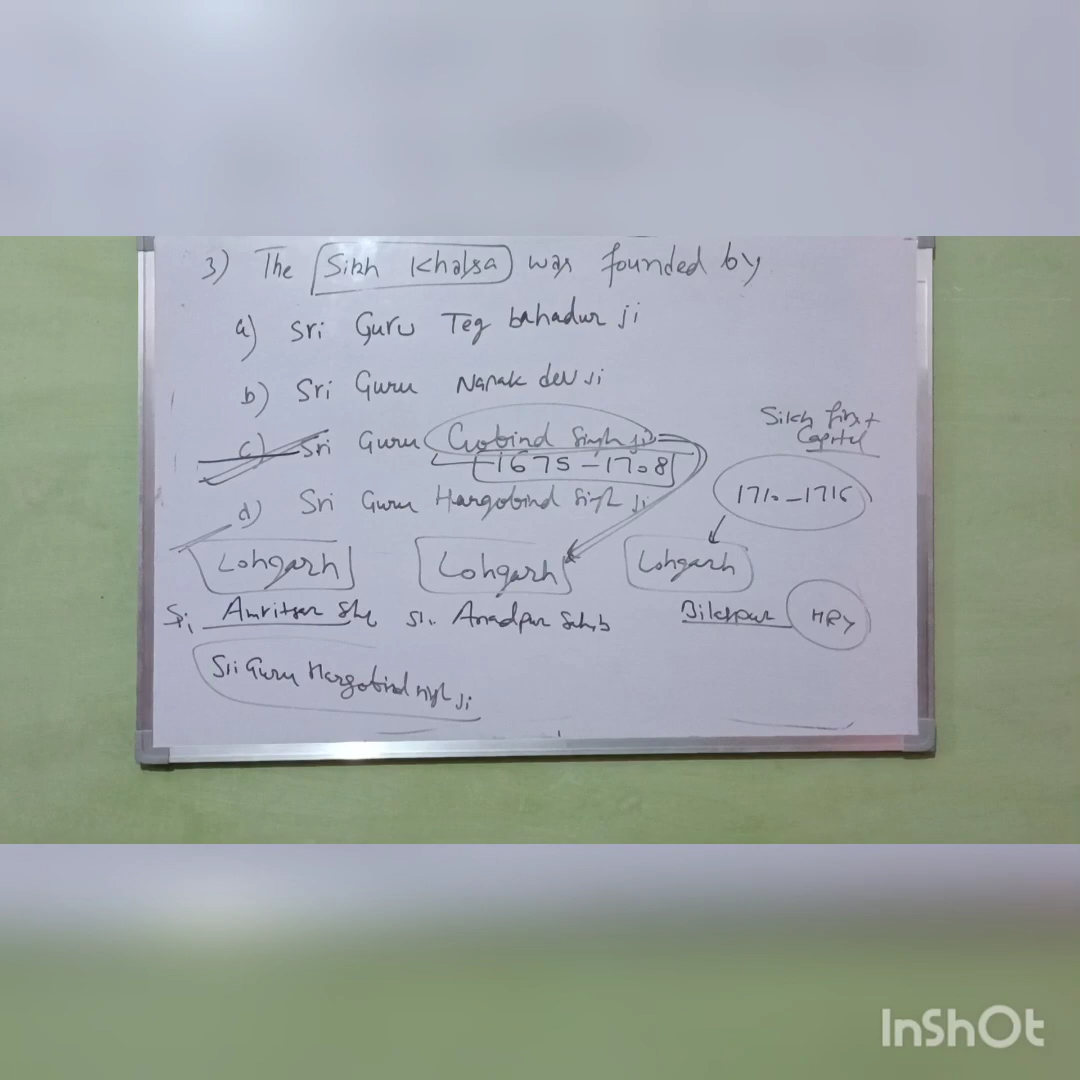 3) The Sikh Khalsa was founded by
a) Sri Guru Teg bahadur ji
b) Sri Guru Nanak dev ji
c) Sri Guru Gobind Singh ji
1675 - 1708
d) Sri Guru Hargobind Singh ji
Sikh first
Capital
1710 - 1716
Lohgarh Lohgarh Lohgarh
Sri Amritsar Sri Anadpur Sahib Bilaspur HRY
Sri Guru Hargobind Singh ji
InShOt